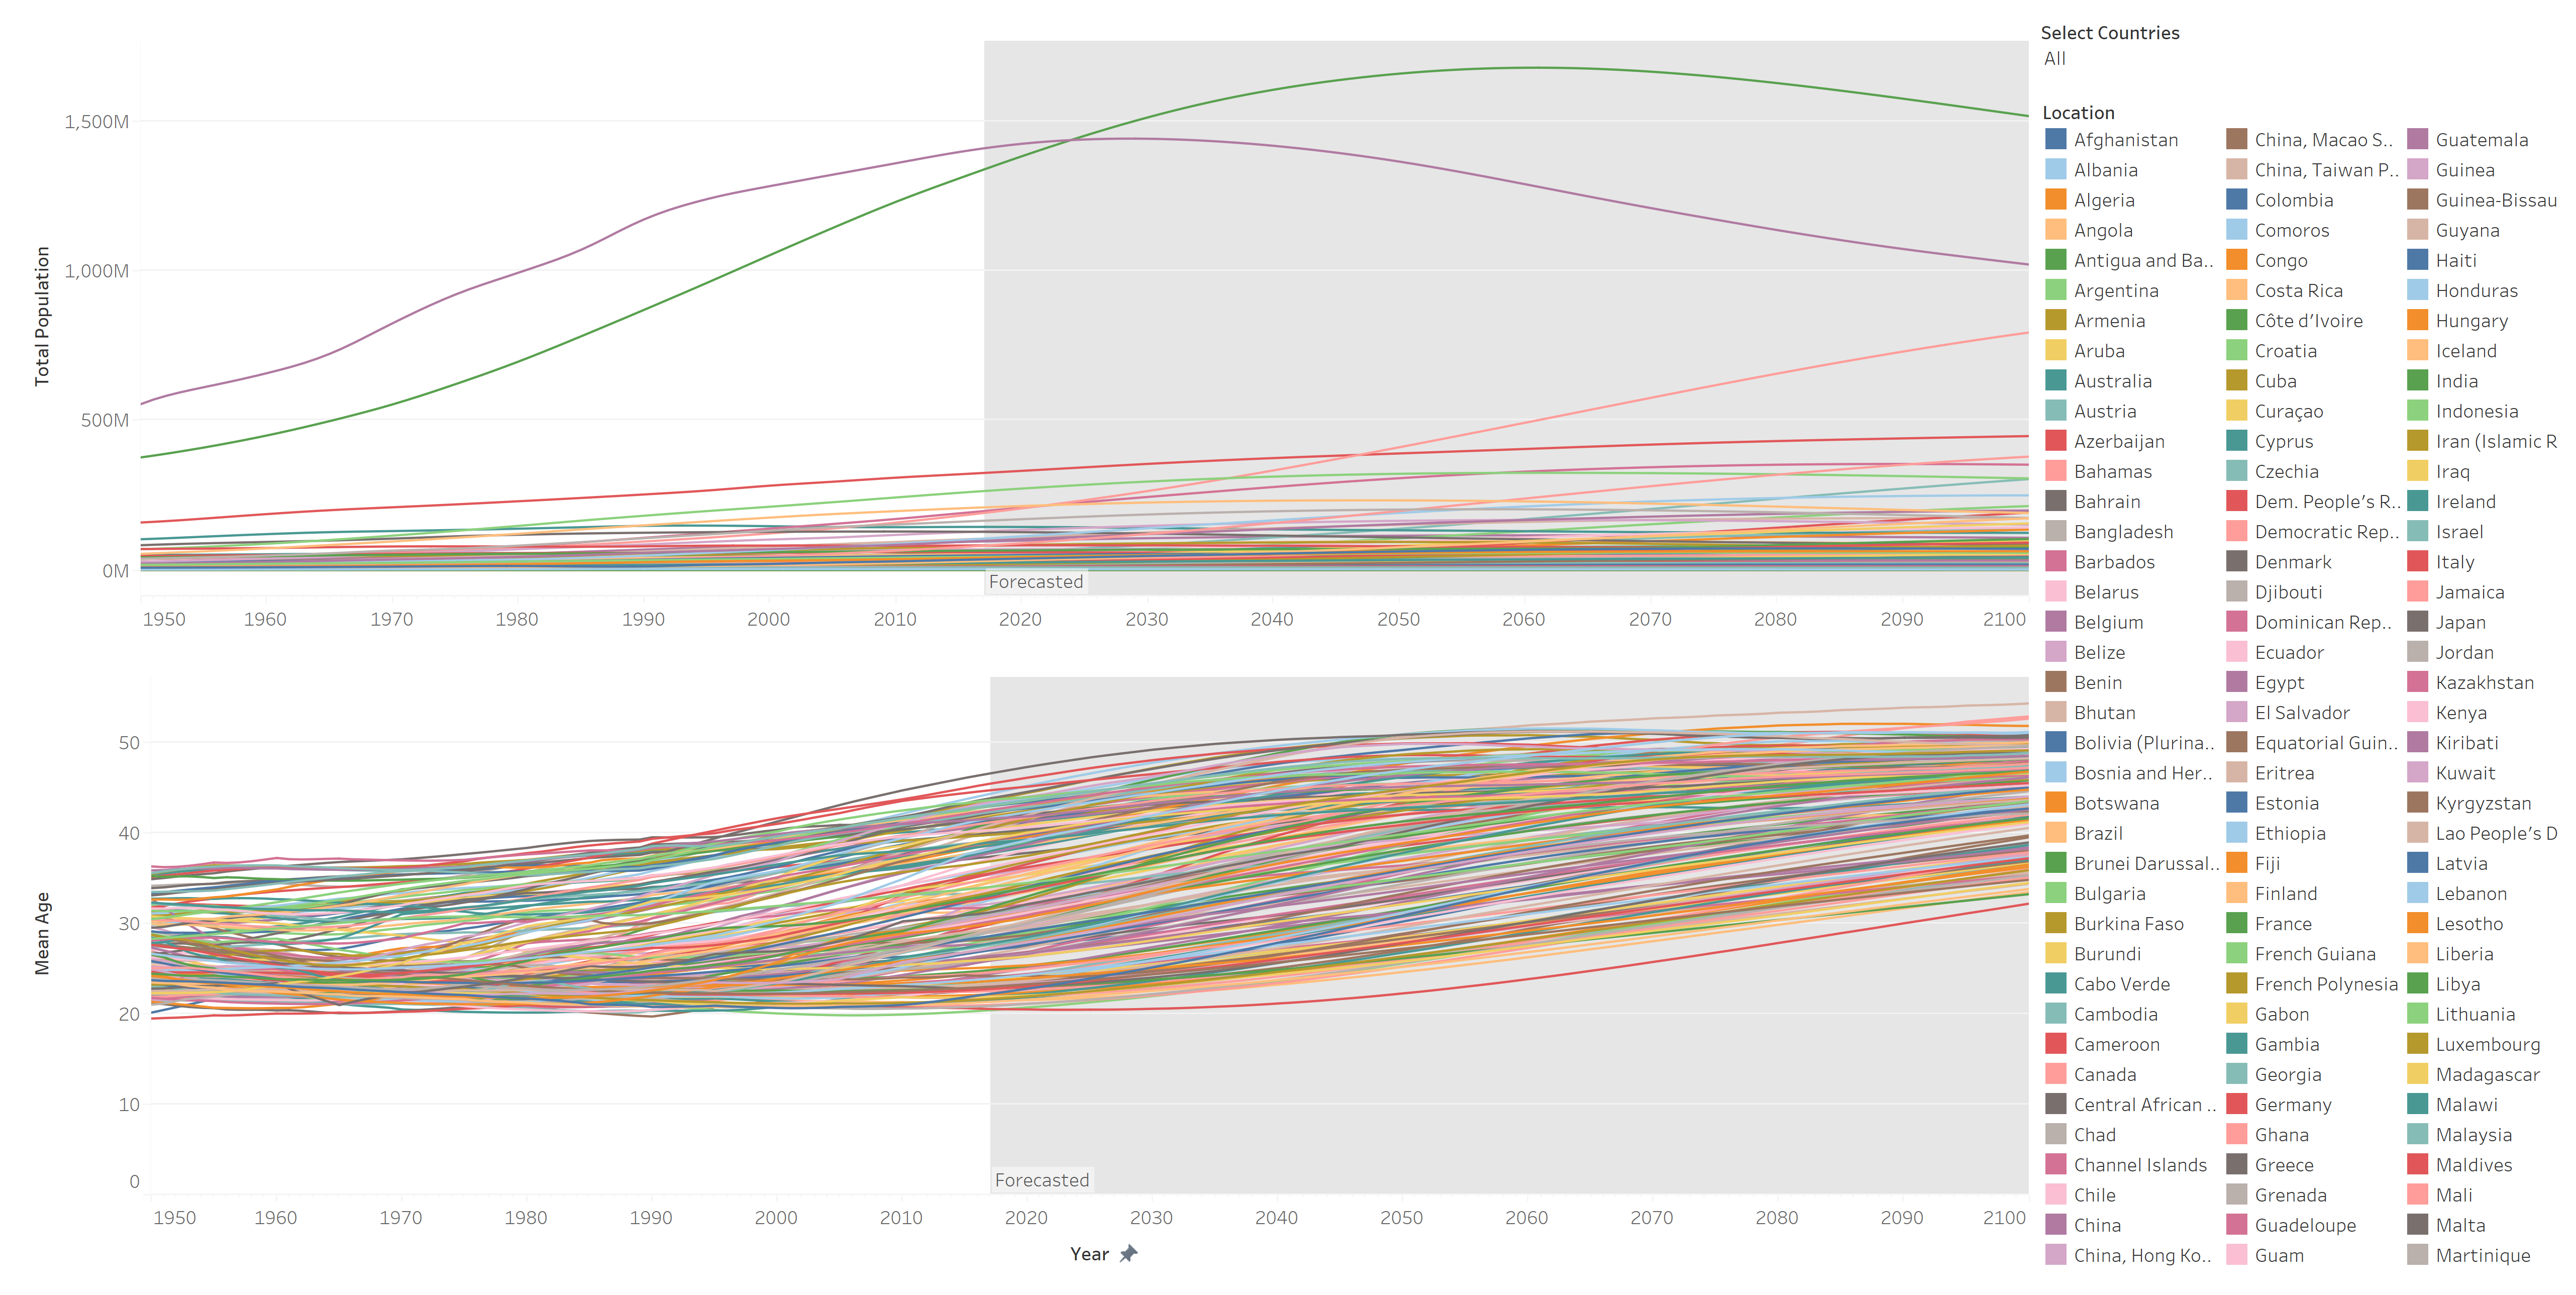 Total Population
1,500M
1,000M
500M
0M
Forecasted
1950 1960 1970 1980 1990 2000 2010 2020 2030 2040 2050 2060 2070 2080 2090 2100
Mean Age
50
40
30
20
10
0
Forecasted
1950 1960 1970 1980 1990 2000 2010 2020 2030 2040 2050 2060 2070 2080 2090 2100
Year
Select Countries
All
Location
Afghanistan
Albania
Algeria
Angola
Antigua and Ba..
Argentina
Armenia
Aruba
Australia
Austria
Azerbaijan
Bahamas
Bahrain
Bangladesh
Barbados
Belarus
Belgium
Belize
Benin
Bhutan
Bolivia (Plurina..
Bosnia and Her..
Botswana
Brazil
Brunei Darussal..
Bulgaria
Burkina Faso
Burundi
Cabo Verde
Cambodia
Cameroon
Canada
Central African ..
Chad
Channel Islands
Chile
China
China, Hong Ko..
China, Macao S..
China, Taiwan P..
Colombia
Comoros
Congo
Costa Rica
Côte d’Ivoire
Croatia
Cuba
Curaçao
Cyprus
Czechia
Dem. People’s R..
Democratic Rep..
Denmark
Djibouti
Dominican Rep..
Ecuador
Egypt
El Salvador
Equatorial Guin..
Eritrea
Estonia
Ethiopia
Fiji
Finland
France
French Guiana
French Polynesia
Gabon
Gambia
Georgia
Germany
Ghana
Greece
Grenada
Guadeloupe
Guam
Guatemala
Guinea
Guinea-Bissau
Guyana
Haiti
Honduras
Hungary
Iceland
India
Indonesia
Iran (Islamic R
Iraq
Ireland
Israel
Italy
Jamaica
Japan
Jordan
Kazakhstan
Kenya
Kiribati
Kuwait
Kyrgyzstan
Lao People’s D
Latvia
Lebanon
Lesotho
Liberia
Libya
Lithuania
Luxembourg
Madagascar
Malawi
Malaysia
Maldives
Mali
Malta
Martinique